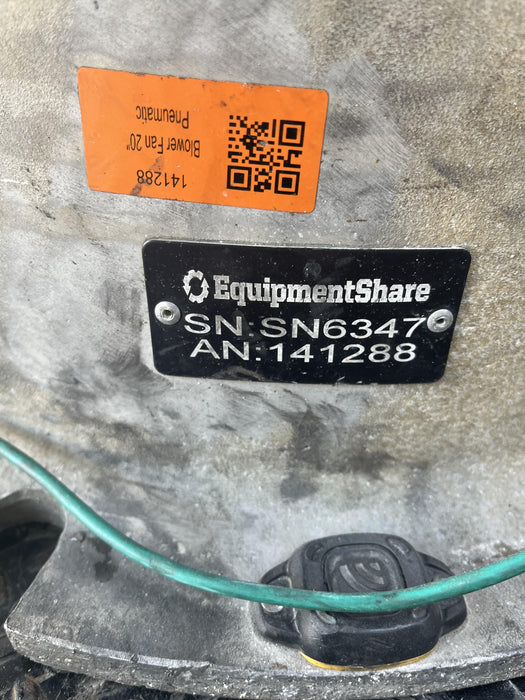 141288
Blower Fan 20"
Pneumatic
EquipmentShare
SN:SN6347
AN:141288